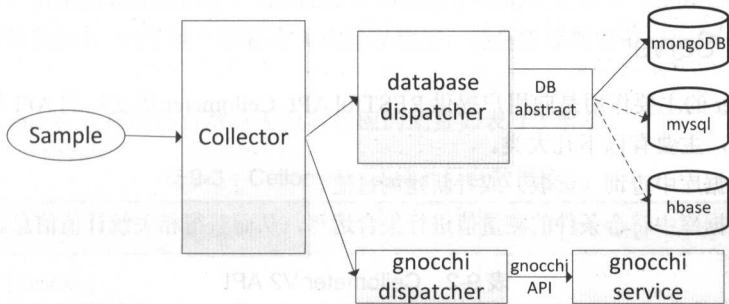 Sample
Collector
database
dispatcher
DB
abstract
mongoDB
mysql
hbase
gnocchi
dispatcher
gnocchi
API
gnocchi
service